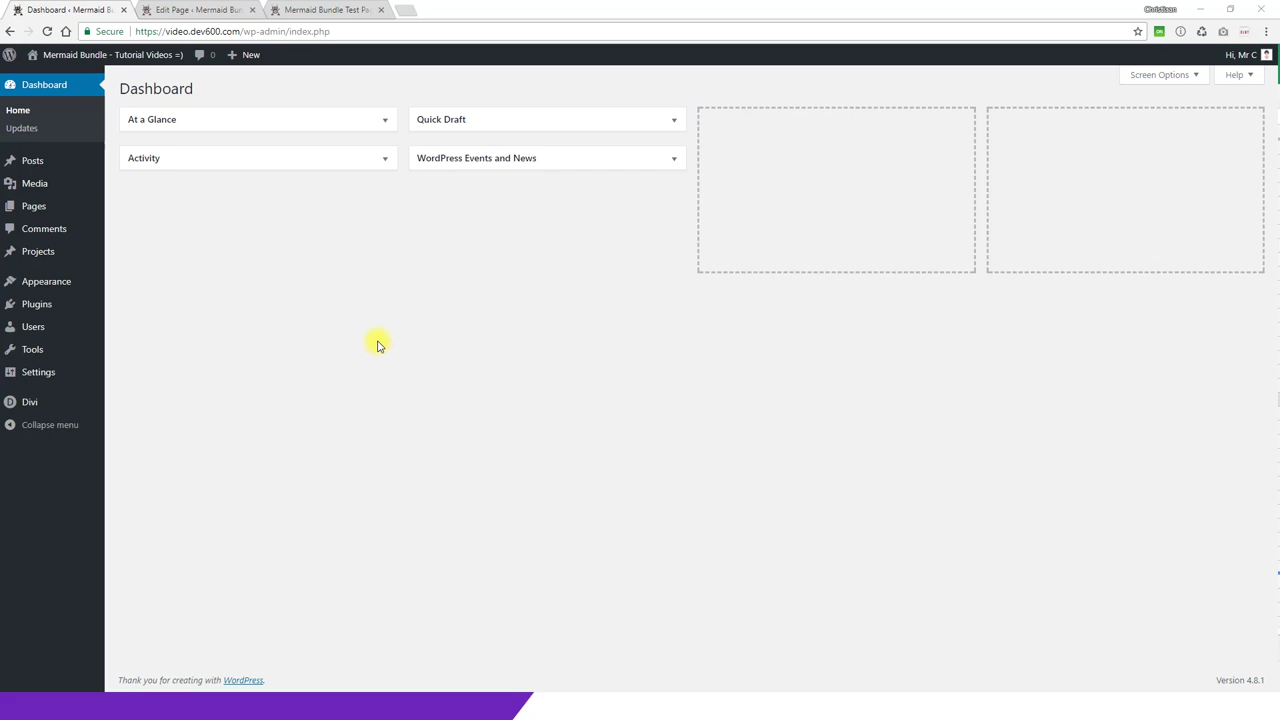 Dashboard ‹ Mermaid Bu
Edit Page ‹ Mermaid Bun
Mermaid Bundle Test Pa
Christiaan
Secure
https://video.dev600.com/wp-admin/index.php
Mermaid Bundle - Tutorial Videos =)
0
New
Hi, Mr C
Dashboard
Home
Updates
Posts
Media
Pages
Comments
Projects
Appearance
Plugins
Users
Tools
Settings
Divi
Collapse menu
Screen Options
Help
Dashboard
At a Glance
Quick Draft
Activity
WordPress Events and News
Thank you for creating with WordPress.
Version 4.8.1